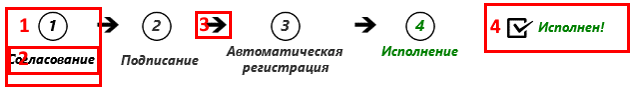 1 1 2 3 3 4 4 Исполнен!
2 Согласование Подписание Автоматическая Исполнение
регистрация